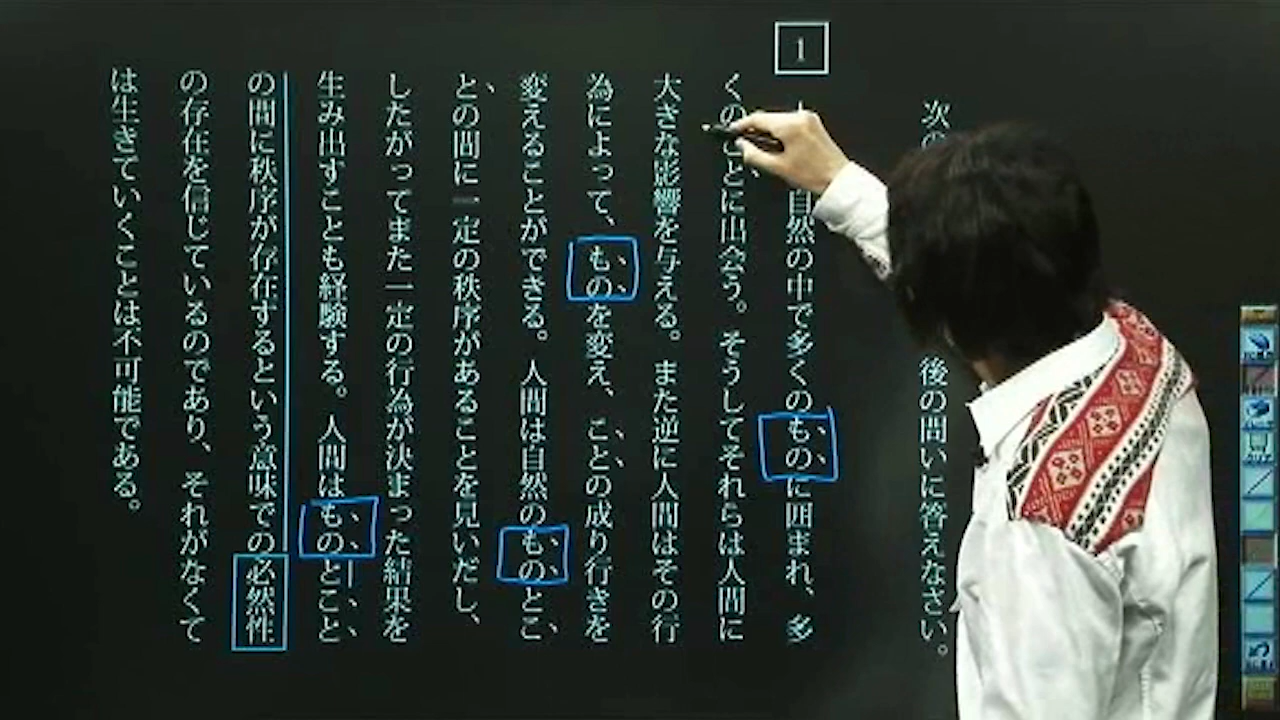 次の
後の問いに答えなさい。
1
自然の中で多くのものに囲まれ、多
くのことに出会う。そうしてそれらは人間に
大きな影響を与える。また逆に人間はその行
為によって、ものを変え、ことの成り行きを
変えることができる。人間は自然のものとこ
との間に一定の秩序があることを見いだし、
したがってまた一定の行為が決まった結果を
生み出すことも経験する。人間はものとこと
の間に秩序が存在するという意味での必然性
の存在を信じているのであり、それがなくて
は生きていくことは不可能である。